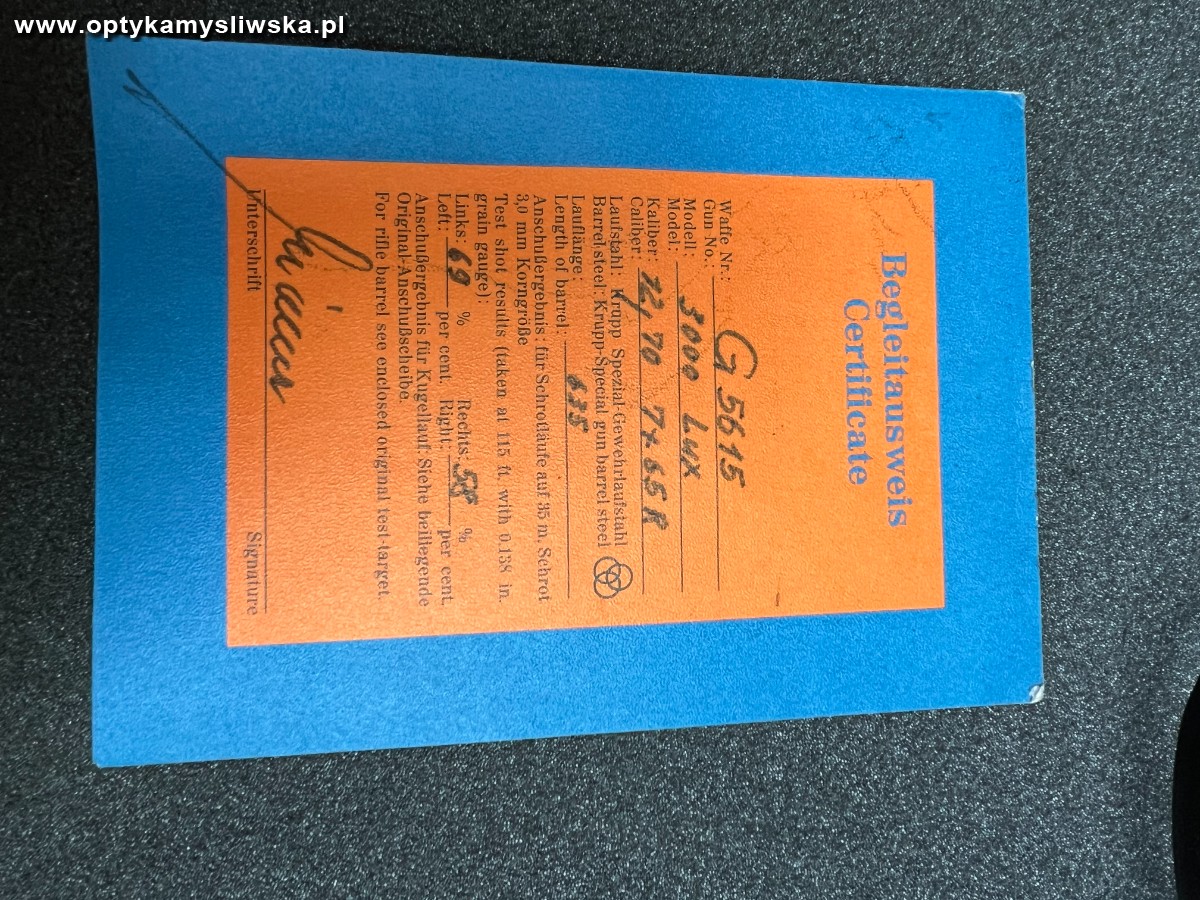 www.optykamysliwska.pl
Begleitausweis
Certificate
Waffe Nr.:
Gun No.: G 5615
Modell:
Model: 3000 Lux
Kaliber:
Caliber: 12/70 7x65R
Laufstahl: Krupp Spezial-Gewehrlaufstahl
Barrel steel: Krupp-Special gun barrel steel
Lauflänge:
Length of barrel: 635
Anschußergebnis: für Schrotläufe auf 35 m. Schrot
3,0 mm Korngröße
Test shot results (taken at 115 ft. with 0.138 in.
grain gauge):
Links: 69 % Rechts: 58 %
Left: per cent. Right: per cent.
Anschußergebnis für Kugellauf: Siehe beiliegende
Original-Anschußscheibe.
For rifle barrel see enclosed original test-target.
Unterschrift Signature